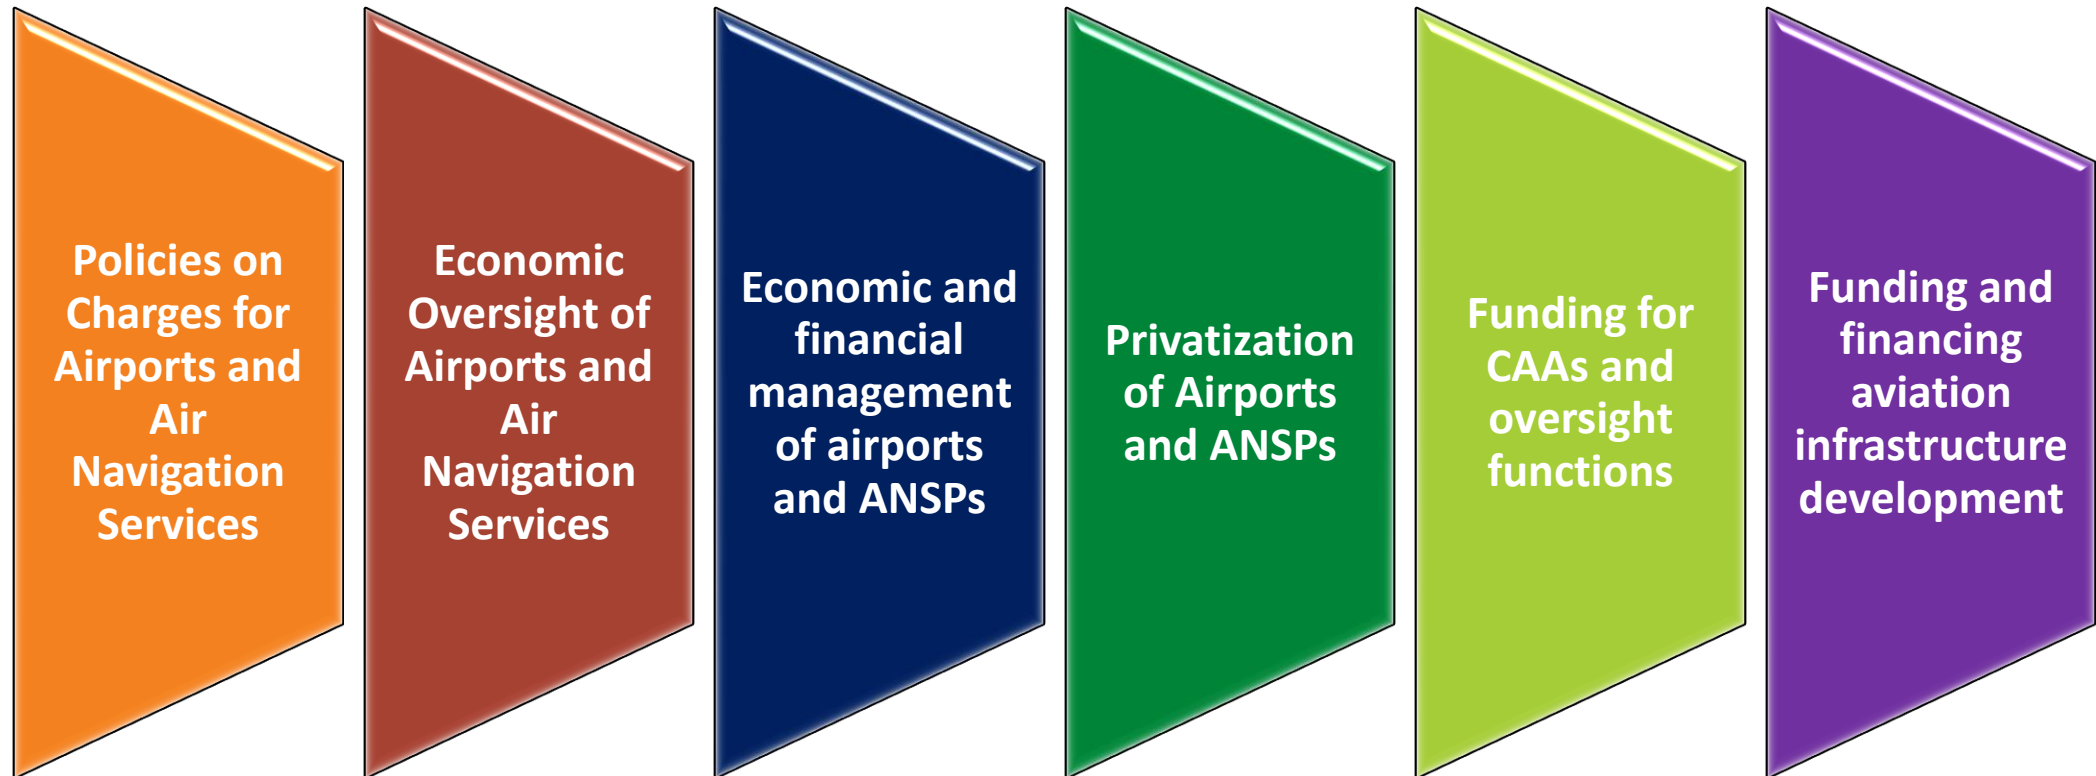 Policies on
Charges for
Airports and
Air
Navigation
Services
Economic
Oversight of
Airports and
Air
Navigation
Services
Economic and
financial
management
of airports
and ANSPs
Privatization
of Airports
and ANSPs
Funding for
CAAs and
oversight
functions
Funding and
financing
aviation
infrastructure
development